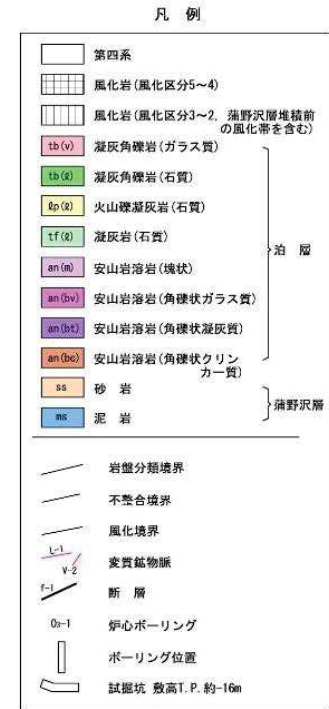 凡 例
第四系
風化岩(風化区分5~4)
風化岩(風化区分3~2, 蒲野沢層堆積前
の風化帯を含む)
tb(v) 凝灰角礫岩(ガラス質)
tb(ℓ) 凝灰角礫岩(石質)
ℓp(ℓ) 火山礫凝灰岩(石質)
tf(ℓ) 凝灰岩(石質)
an(m) 安山岩溶岩(塊状)
an(bv) 安山岩溶岩(角礫状ガラス質)
an(bt) 安山岩溶岩(角礫状凝灰質)
an(bc) 安山岩溶岩(角礫状クリン
カー質)
泊 層
ss 砂 岩
ms 泥 岩
蒲野沢層
岩盤分類境界
不整合境界
風化境界
L-1
V-2
変質鉱物脈
f-1 断 層
O3-1 炉心ボーリング
ボーリング位置
試掘坑 敷高T.P.約-16m